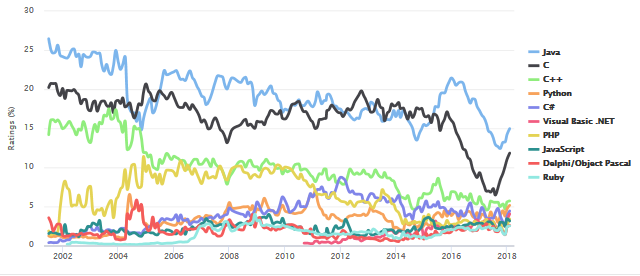 30
25
20
15
10
5
0
Ratings (%)
2002 2004 2006 2008 2010 2012 2014 2016 2018
Java
C
C++
Python
C#
Visual Basic .NET
PHP
JavaScript
Delphi/Object Pascal
Ruby